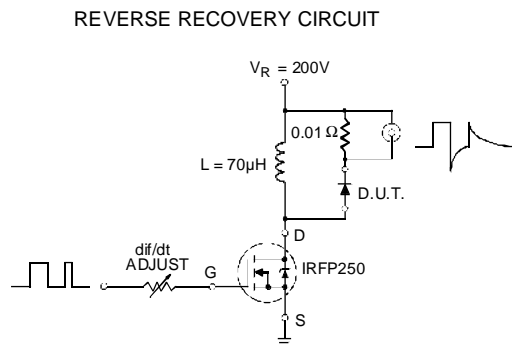 REVERSE RECOVERY CIRCUIT
V_R = 200V
0.01 Ω
L = 70µH
D.U.T.
D
dif/dt
ADJUST
G
IRFP250
S